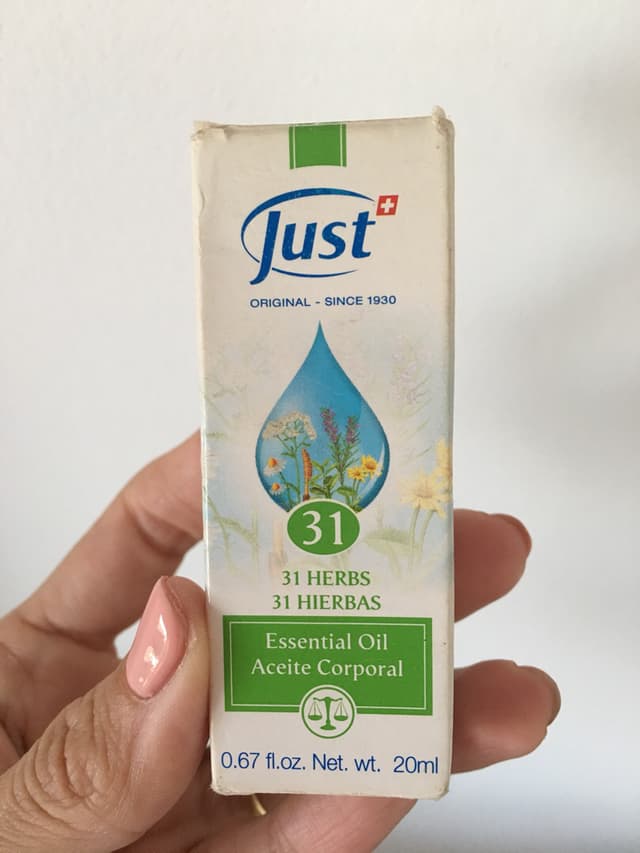 Just
ORIGINAL - SINCE 1930
31
31 HERBS
31 HIERBAS
Essential Oil
Aceite Corporal
0.67 fl.oz. Net. wt. 20ml